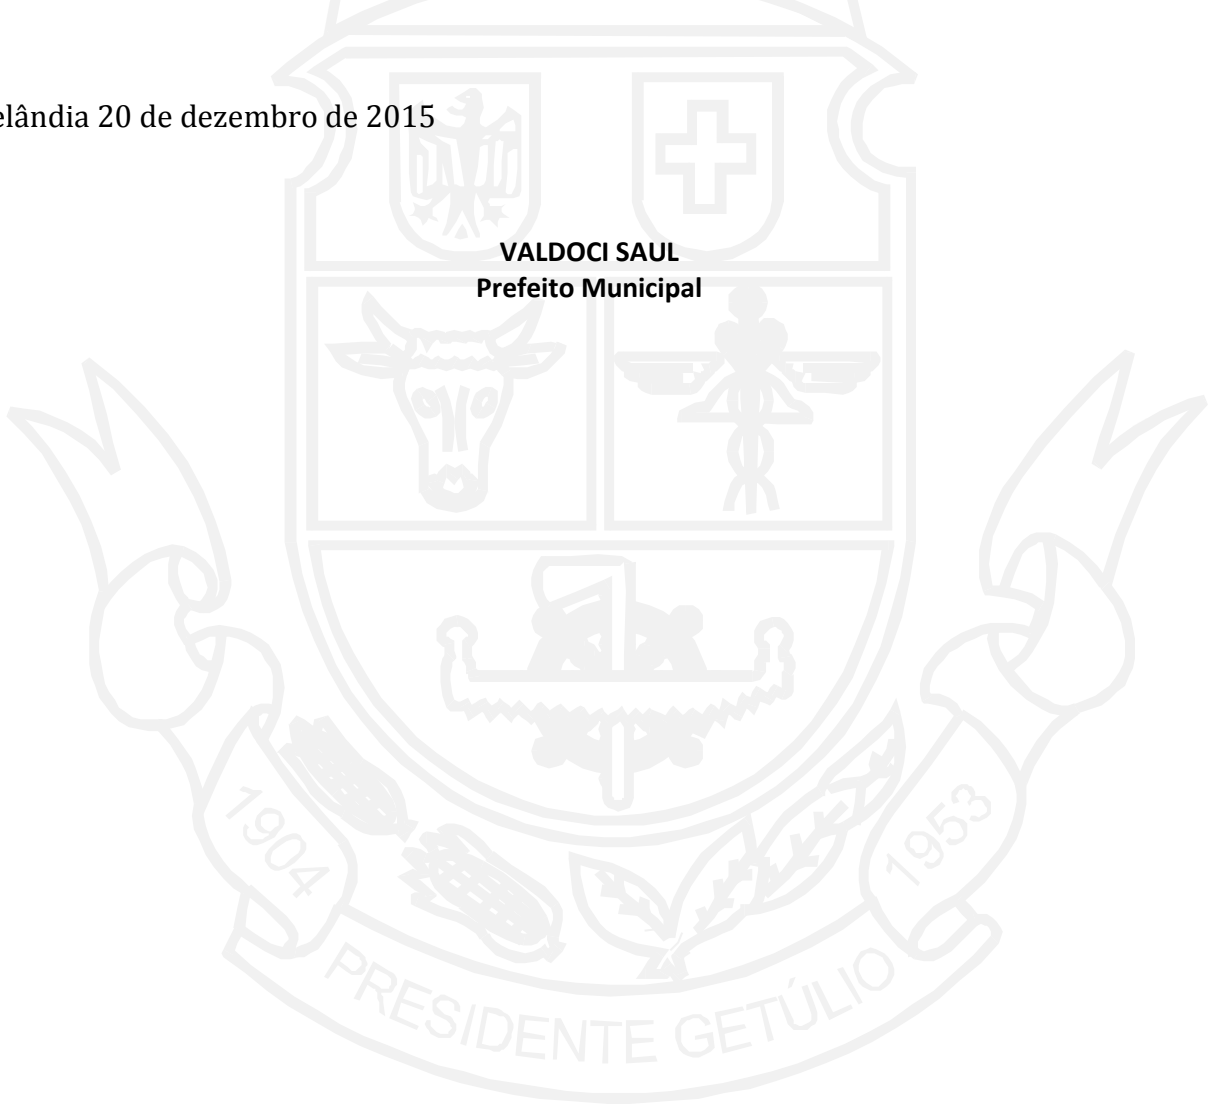 elândia 20 de dezembro de 2015
VALDOCI SAUL
Prefeito Municipal
1904
1953
PRESIDENTE GETÚLIO